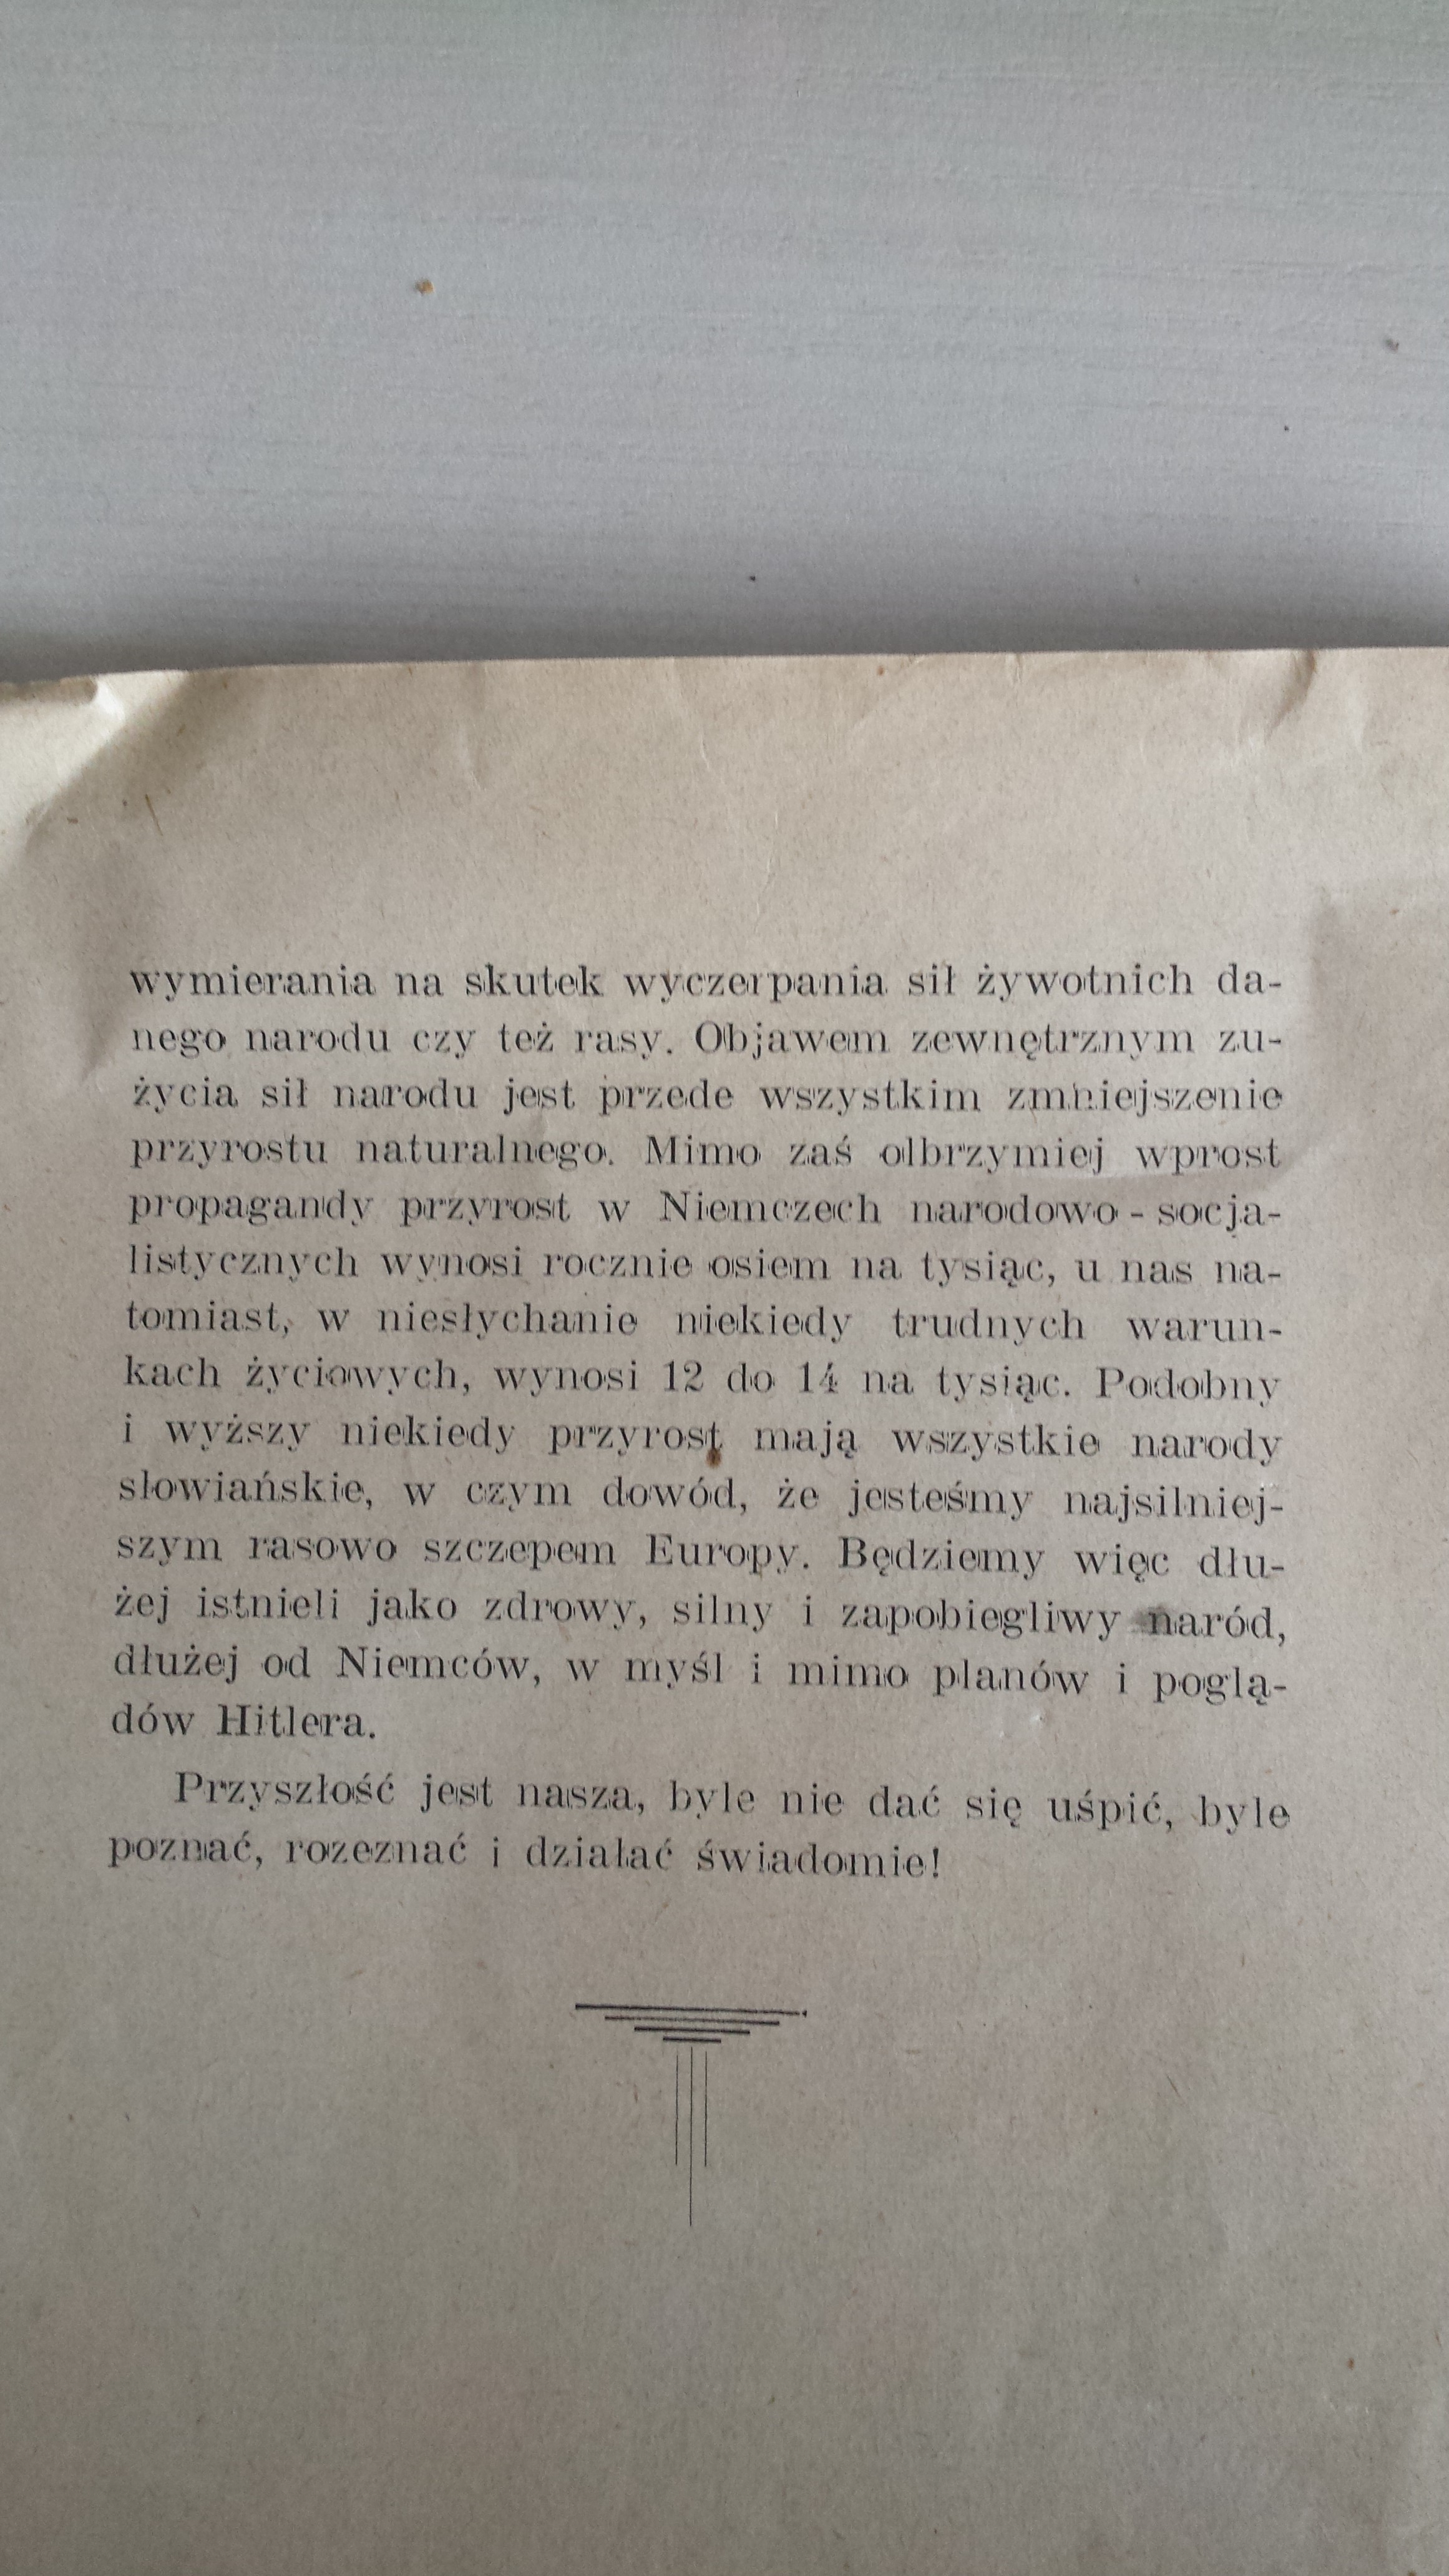 wymierania na skutek wyczerpania sił żywotnich da-
nego narodu czy też rasy. Objawem zewnętrznym zu-
życia sił narodu jest przede wszystkim zmniejszenie
przyrostu naturalnego. Mimo zaś olbrzymiej wprost
propagandy przyrost w Niemczech narodowo - socja-
listycznych wynosi rocznie osiem na tysiąc, u nas na-
tomiast, w niesłychanie niekiedy trudnych warun-
kach życiowych, wynosi 12 do 14 na tysiąc. Podobny
i wyższy niekiedy przyrost mają wszystkie narody
słowiańskie, w czym dowód, że jesteśmy najsilniej-
szym rasowo szczepem Europy. Będziemy więc dłu-
żej istnieli jako zdrowy, silny i zapobiegliwy naród,
dłużej od Niemców, w myśl i mimo planów i poglą-
dów Hitlera.
Przyszłość jest nasza, byle nie dać się uśpić, byle
poznać, rozeznać i działać świadomie!